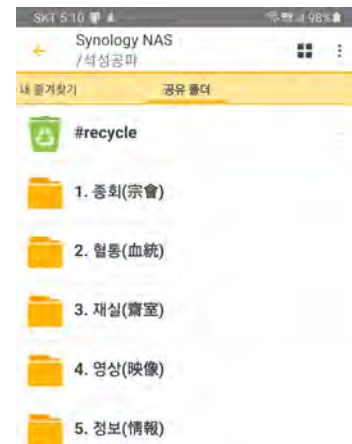 SKT 5:10
98%
Synology NAS
/석성공파
내 즐겨찾기 공유 폴더
#recycle
1. 종회(宗會)
2. 혈통(血統)
3. 재실(齋室)
4. 영상(映像)
5. 정보(情報)